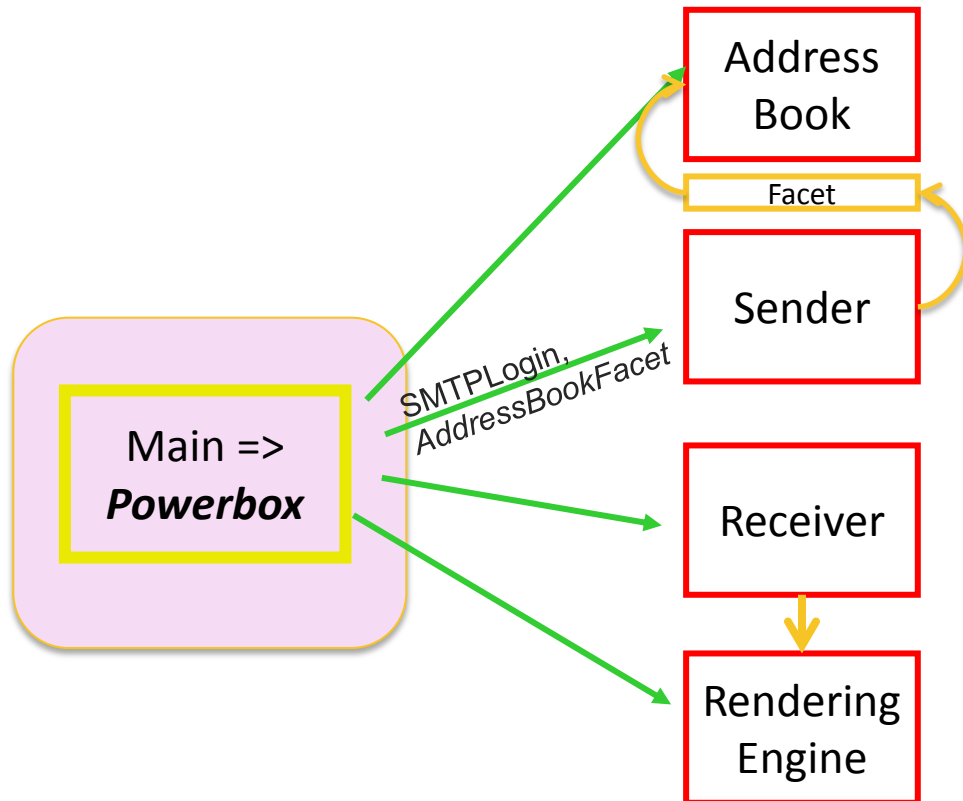 Address
Book
Facet
Sender
SMTPLogin,
AddressBookFacet
Main =>
Powerbox
Receiver
Rendering
Engine